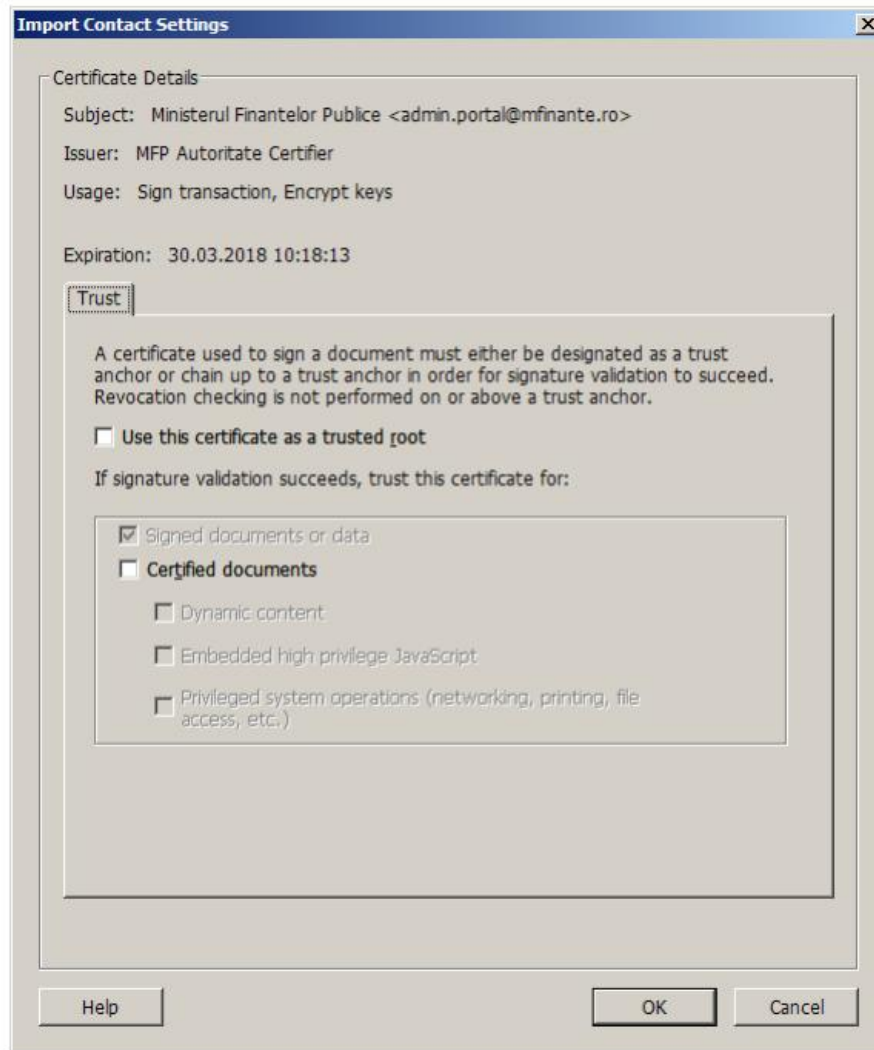 Import Contact Settings
Certificate Details
Subject: Ministerul Finantelor Publice <admin.portal@mfinante.ro>
Issuer: MFP Autoritate Certifier
Usage: Sign transaction, Encrypt keys
Expiration: 30.03.2018 10:18:13
Trust
A certificate used to sign a document must either be designated as a trust
anchor or chain up to a trust anchor in order for signature validation to succeed.
Revocation checking is not performed on or above a trust anchor.
Use this certificate as a trusted root
If signature validation succeeds, trust this certificate for:
Signed documents or data
Certified documents
Dynamic content
Embedded high privilege JavaScript
Privileged system operations (networking, printing, file
access, etc.)
Help
OK
Cancel